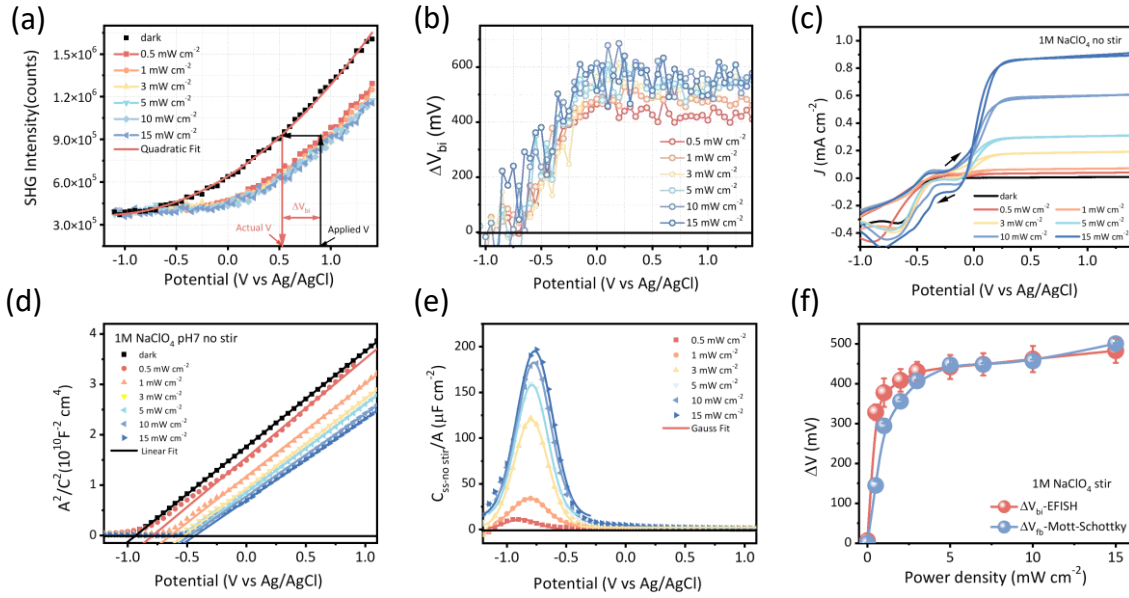 (a)
SHG Intensity(counts)
1.5×10⁶
1.2×10⁶
9.0×10⁵
6.0×10⁵
3.0×10⁵
dark
0.5 mW cm⁻²
1 mW cm⁻²
3 mW cm⁻²
5 mW cm⁻²
10 mW cm⁻²
15 mW cm⁻²
Quadratic Fit
ΔV_bi
Actual V
Applied V
-1.0 -0.5 0.0 0.5 1.0
Potential (V vs Ag/AgCl)
(b)
ΔV_bi (mV)
600
400
200
0
0.5 mW cm⁻²
1 mW cm⁻²
3 mW cm⁻²
5 mW cm⁻²
10 mW cm⁻²
15 mW cm⁻²
-1.0 -0.5 0.0 0.5 1.0
Potential (V vs Ag/AgCl)
(c)
J (mA cm⁻²)
1.0
0.8
0.6
0.4
0.2
0.0
-0.2
-0.4
1M NaClO₄ no stir
dark
0.5 mW cm⁻² 1 mW cm⁻²
3 mW cm⁻² 5 mW cm⁻²
10 mW cm⁻² 15 mW cm⁻²
-1.0 -0.5 0.0 0.5 1.0
Potential (V vs Ag/AgCl)
(d)
A²/C²(10¹⁰F⁻² cm⁴)
4
3
2
1
0
1M NaClO₄ pH7 no stir
dark
0.5 mW cm⁻²
1 mW cm⁻²
3 mW cm⁻²
5 mW cm⁻²
10 mW cm⁻²
15 mW cm⁻²
Linear Fit
-1.0 -0.5 0.0 0.5 1.0
Potential (V vs Ag/AgCl)
(e)
C_ss-no stir/A (μF cm⁻²)
200
150
100
50
0
0.5 mW cm⁻²
1 mW cm⁻²
3 mW cm⁻²
5 mW cm⁻²
10 mW cm⁻²
15 mW cm⁻²
Gauss Fit
-1.0 -0.5 0.0 0.5 1.0
Potential (V vs Ag/AgCl)
(f)
ΔV (mV)
500
400
300
200
100
0
1M NaClO₄ stir
ΔV_bi-EFISH
ΔV_fb-Mott-Schottky
0 5 10 15
Power density (mW cm⁻²)